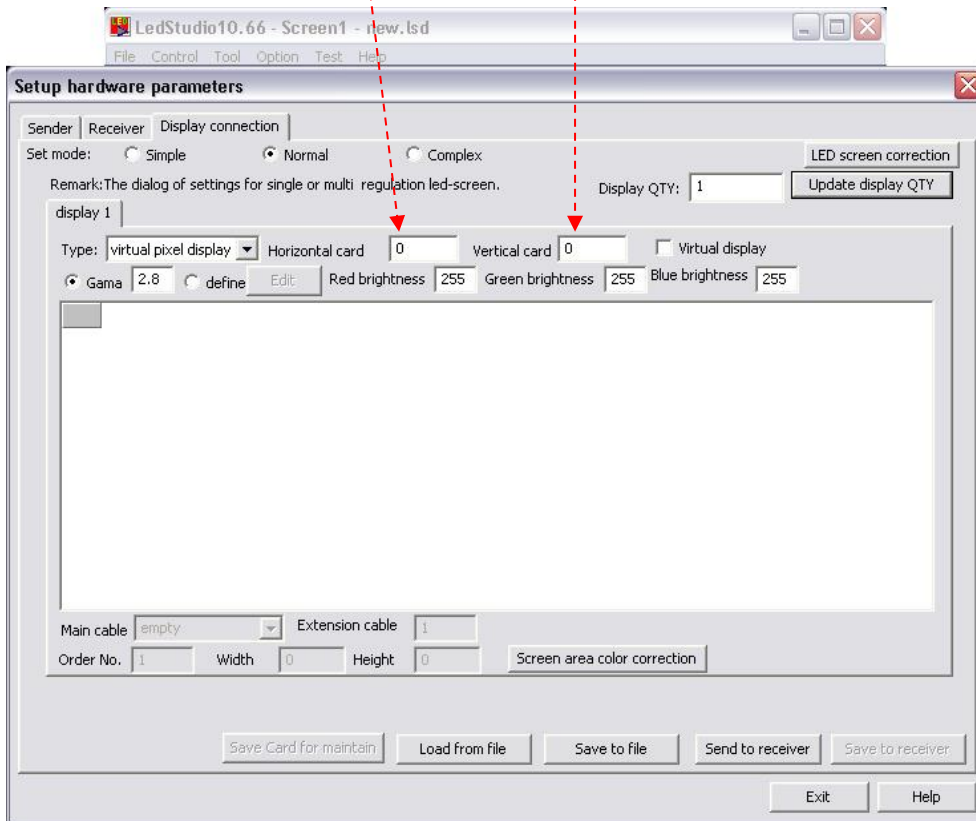 LedStudio10.66 - Screen1 - new.lsd
File Control Tool Option Test Help
Setup hardware parameters
Sender Receiver Display connection
Set mode: Simple Normal Complex LED screen correction
Remark:The dialog of settings for single or multi regulation led-screen. Display QTY: 1 Update display QTY
display 1
Type: virtual pixel display Horizontal card 0 Vertical card 0 Virtual display
Gama 2.8 define Edit Red brightness 255 Green brightness 255 Blue brightness 255
Main cable empty Extension cable 1
Order No. 1 Width 0 Height 0 Screen area color correction
Save Card for maintain Load from file Save to file Send to receiver Save to receiver
Exit Help